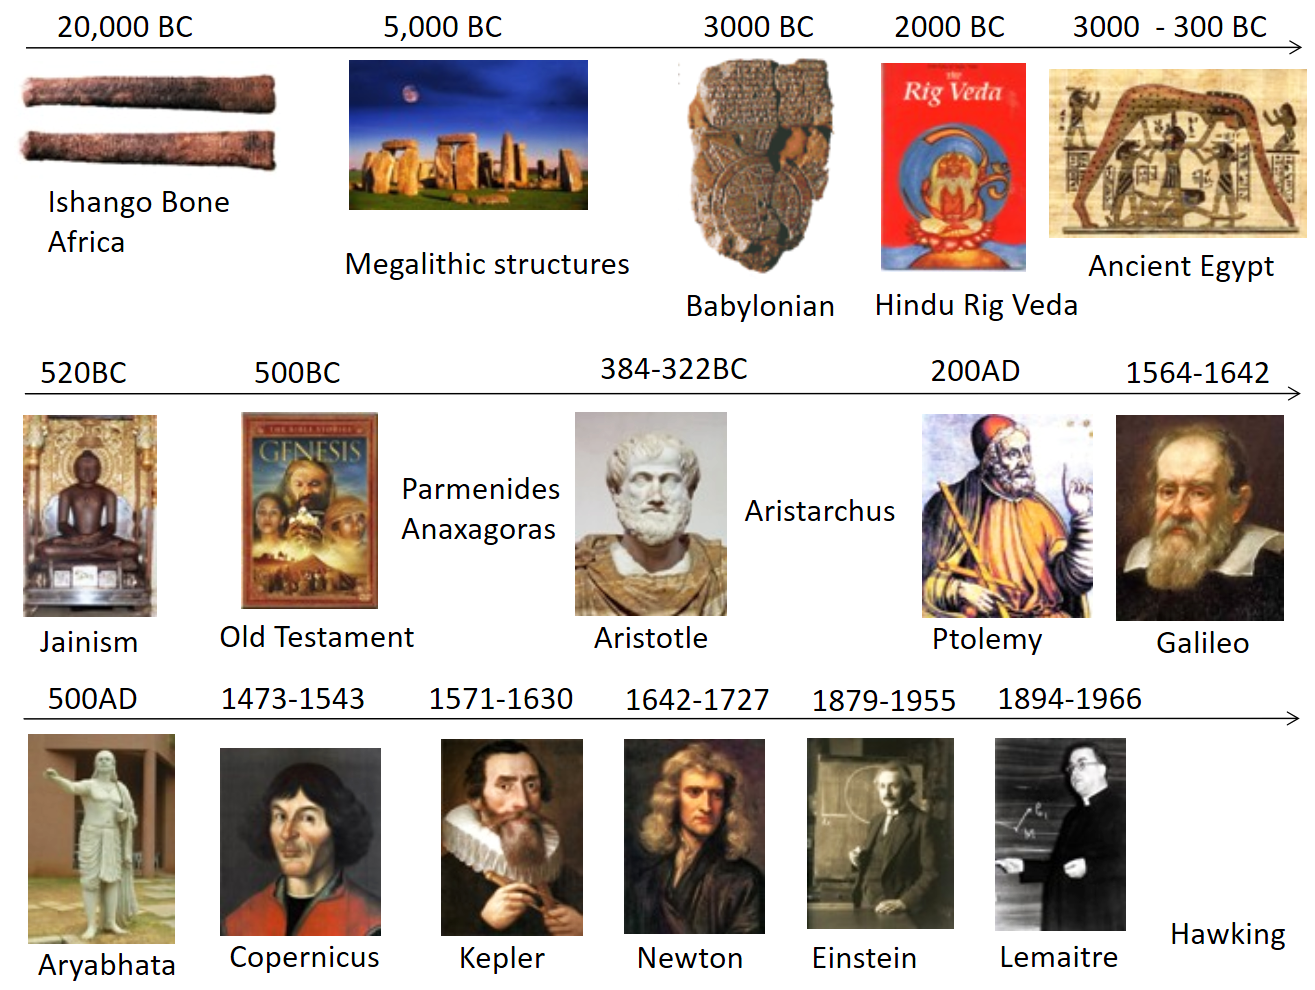 20,000 BC
5,000 BC
3000 BC
2000 BC
3000 - 300 BC
Rig Veda
Ishango Bone
Africa
Megalithic structures
Babylonian
Hindu Rig Veda
Ancient Egypt
520BC
500BC
384-322BC
200AD
1564-1642
THE BIBLE STORIES
GENESIS
Parmenides
Anaxagoras
Aristarchus
Jainism
Old Testament
Aristotle
Ptolemy
Galileo
500AD
1473-1543
1571-1630
1642-1727
1879-1955
1894-1966
Aryabhata
Copernicus
Kepler
Newton
Einstein
Lemaitre
Hawking